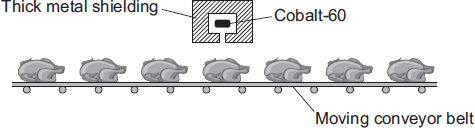 Thick metal shielding
Cobalt-60
Moving conveyor belt